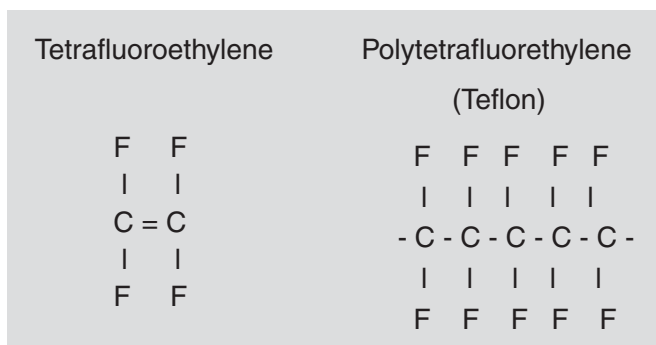 Tetrafluoroethylene
Polytetrafluorethylene
(Teflon)
F F
| |
C = C
| |
F F
F F F F F
| | | | |
- C - C - C - C - C -
| | | | |
F F F F F